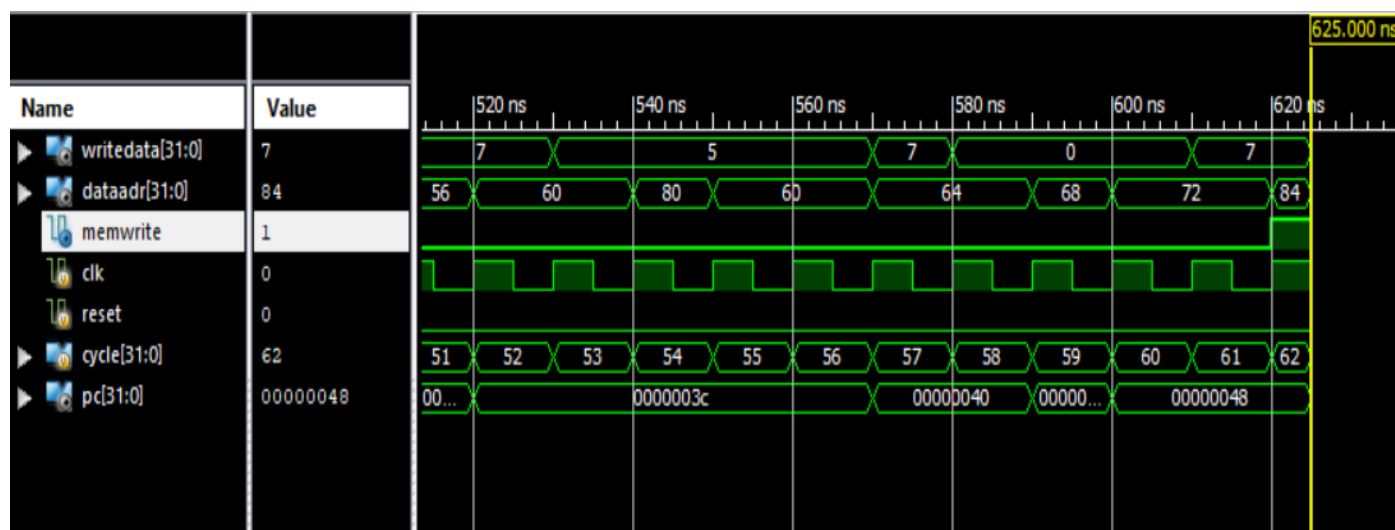 625.000 ns
Name Value 520 ns 540 ns 560 ns 580 ns 600 ns 620 ns
writedata[31:0] 7 7 5 7 0 7
dataadr[31:0] 84 56 60 80 60 64 68 72 84
memwrite 1
clk 0
reset 0
cycle[31:0] 62 51 52 53 54 55 56 57 58 59 60 61 62
pc[31:0] 00000048 00... 0000003c 00000040 00000... 00000048